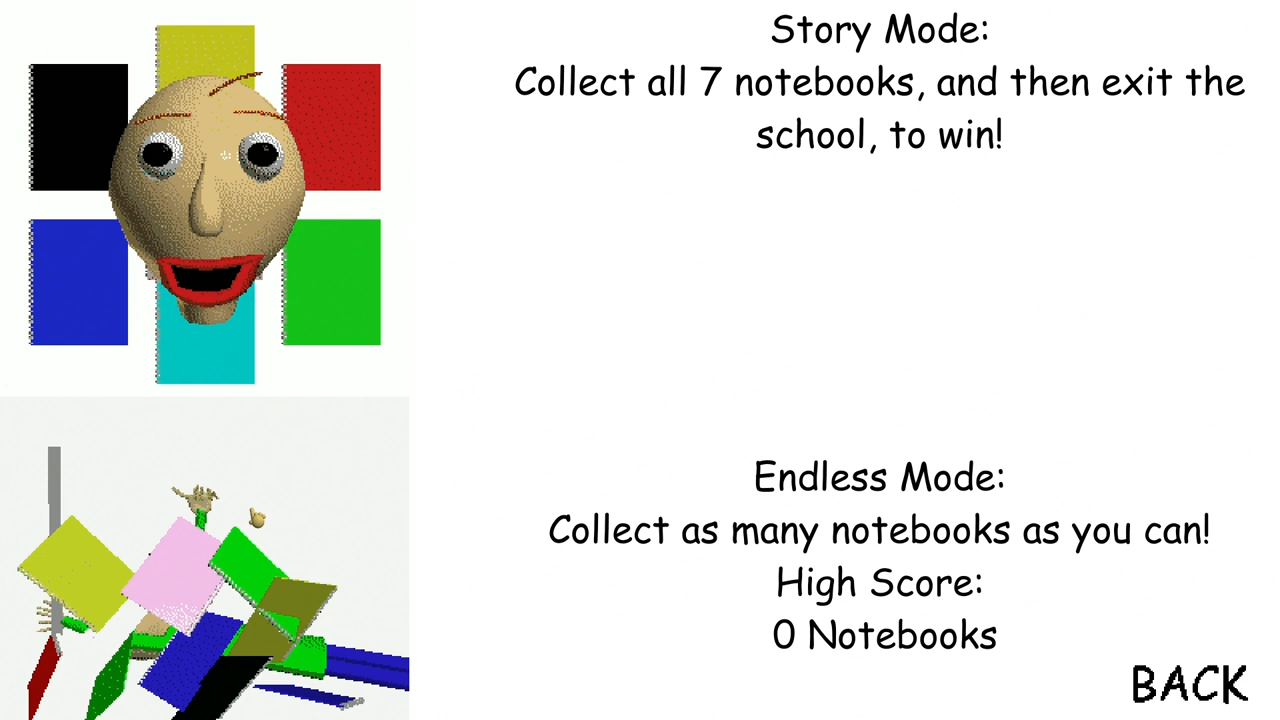 Story Mode:
Collect all 7 notebooks, and then exit the
school, to win!
Endless Mode:
Collect as many notebooks as you can!
High Score:
0 Notebooks
BACK